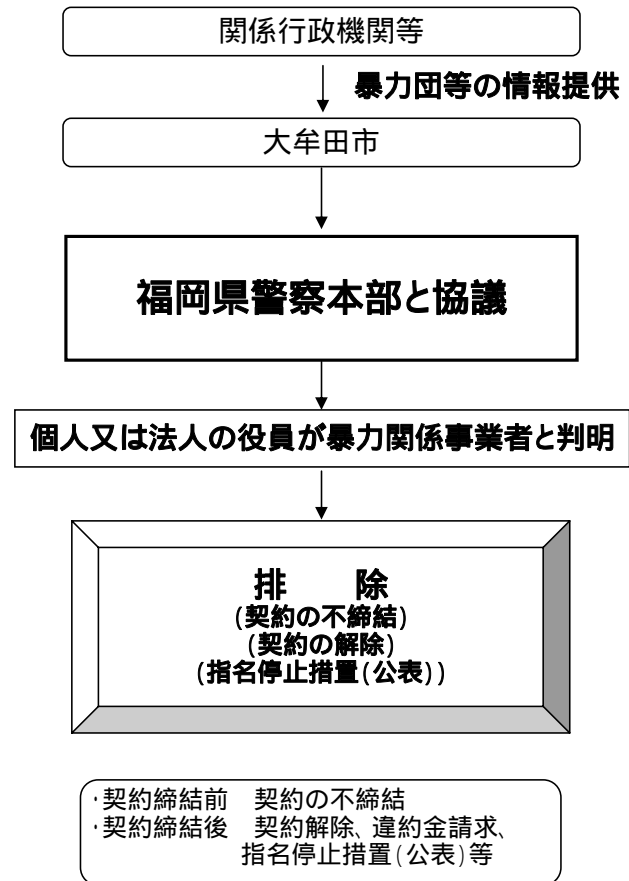 関係行政機関等
暴力団等の情報提供
大牟田市
福岡県警察本部と協議
個人又は法人の役員が暴力関係事業者と判明
排　除
(契約の不締結)
(契約の解除)
(指名停止措置(公表))
・契約締結前　契約の不締結
・契約締結後　契約解除、違約金請求、
指名停止措置(公表)等